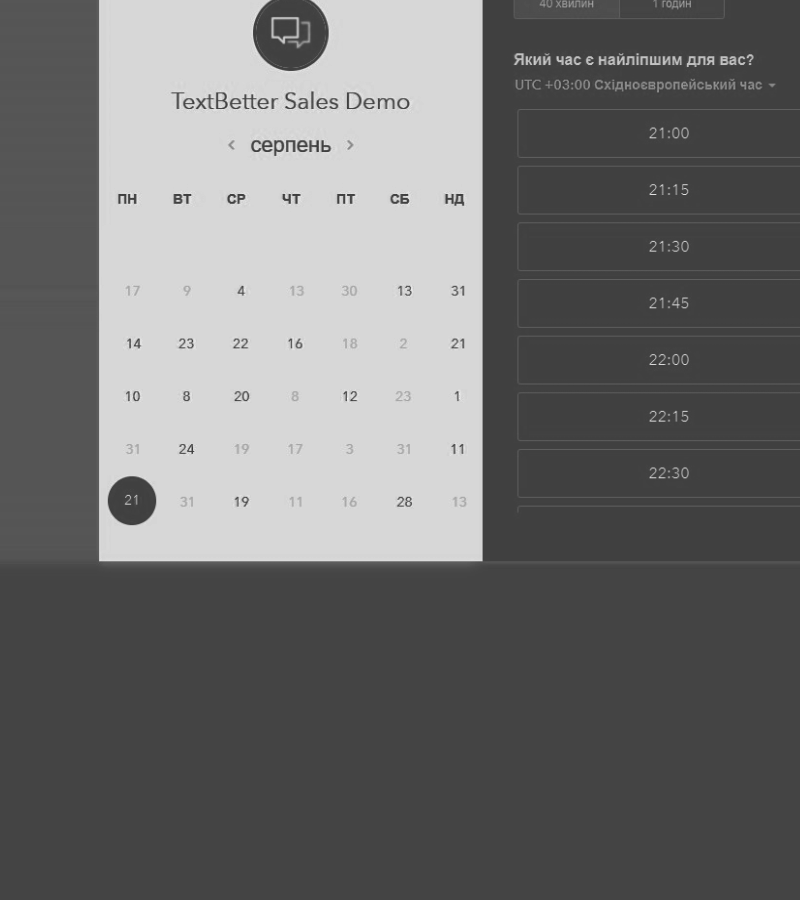 TextBetter Sales Demo
серпень
ПН ВТ СР ЧТ ПТ СБ НД
17 9 4 13 30 13 31
14 23 22 16 18 2 21
10 8 20 8 12 23 1
31 24 19 17 3 31 11
21 31 19 11 16 28 13
40 хвилин 1 годин
Який час є найліпшим для вас?
UTC +03:00 Східноєвропейський час
21:00
21:15
21:30
21:45
22:00
22:15
22:30